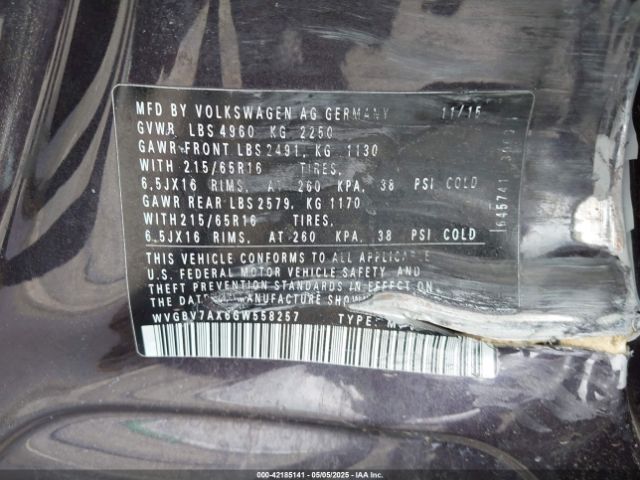 MFD BY VOLKSWAGEN AG GERMANY 11/15
GVWR LBS 4960 KG 2250
GAWR FRONT LBS 2491, KG 1130
WITH 215/65R16 TIRES,
6,5JX16 RIMS, AT 260 KPA, 38 PSI COLD
GAWR REAR LBS 2579, KG 1170
WITH 215/65R16 TIRES,
6,5JX16 RIMS, AT 260 KPA, 38 PSI COLD
THIS VEHICLE CONFORMS TO ALL APPLICABLE
U.S. FEDERAL MOTOR VEHICLE SAFETY AND
THEFT PREVENTION STANDARDS IN EFFECT ON
THE DATE MANUFACTURE SHOWN
WVGBV7AX6GW558257 TYPE:
000-42185141 - 05/05/2025 - IAA Inc.